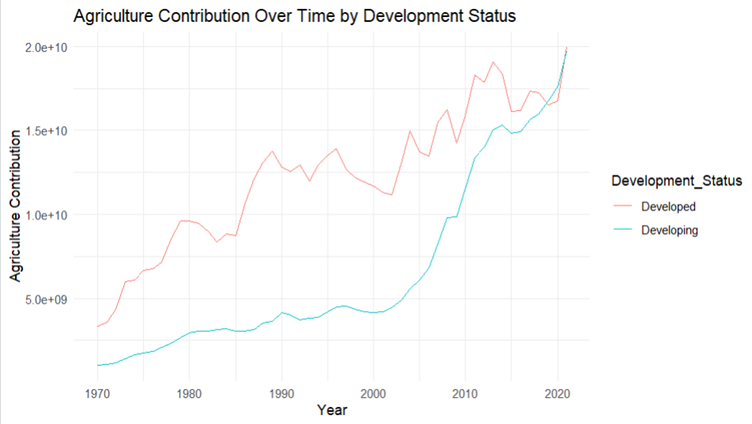 Agriculture Contribution Over Time by Development Status
2.0e+10
1.5e+10
1.0e+10
5.0e+09
Agriculture Contribution
1970 1980 1990 2000 2010 2020
Year
Development_Status
Developed
Developing